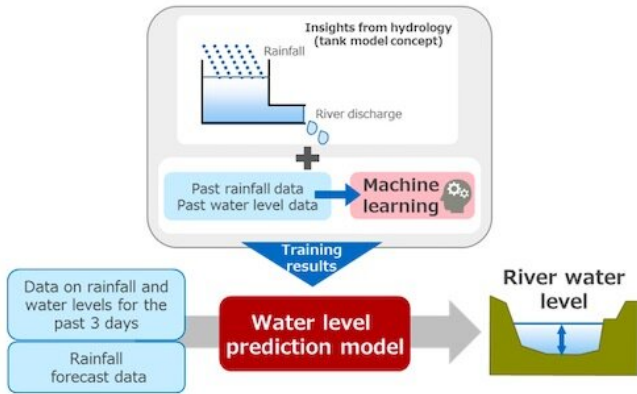 Insights from hydrology
(tank model concept)
Rainfall
River discharge
Past rainfall data
Past water level data
Machine
learning
Training
results
Data on rainfall and
water levels for the
past 3 days
Rainfall
forecast data
Water level
prediction model
River water
level